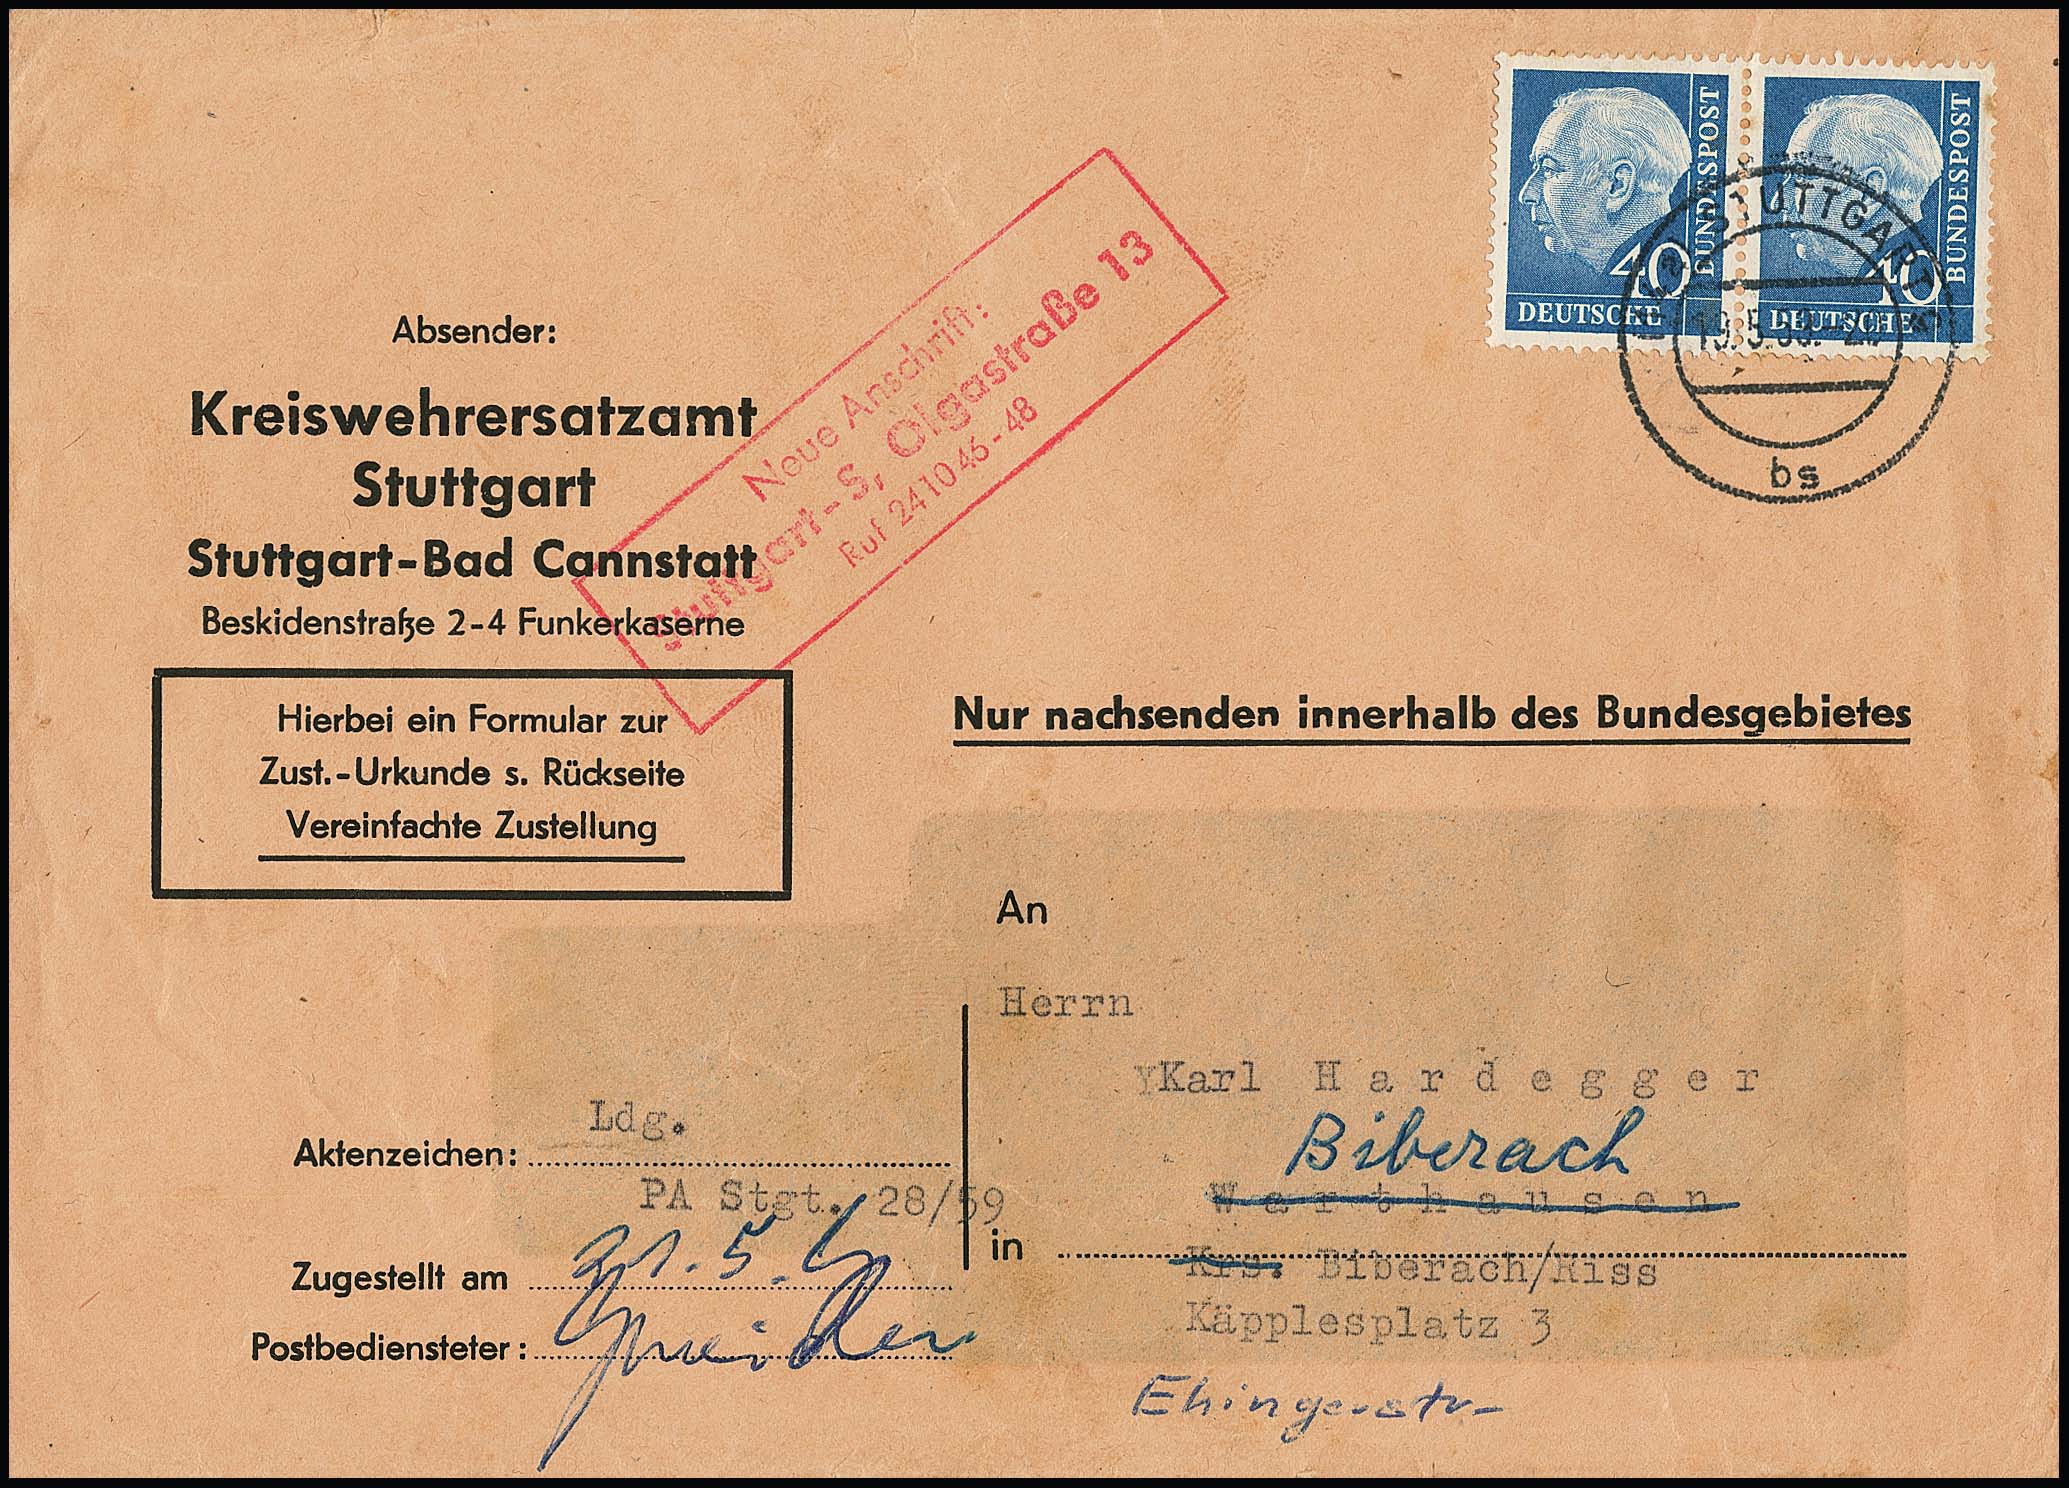 Absender:
Kreiswehrersatzamt
Stuttgart
Stuttgart-Bad Cannstatt
Beskidenstraße 2-4 Funkerkaserne
Neue Anschrift:
Stuttgart-S, Olgastraße 13
Ruf 241046-48
40
BUNDESPOST
DEUTSCHE
40
BUNDESPOST
DEUTSCHE
STUTTGART
bs
Hierbei ein Formular zur
Zust.-Urkunde s. Rückseite
Vereinfachte Zustellung
Nur nachsenden innerhalb des Bundesgebietes
An
Herrn
Karl Hardegger
Biberach
Warthausen
in
Krs. Biberach/Riss
Käpplesplatz 3
Ehingerstr
Ldg.
Aktenzeichen:
PA Stgt. 28/59
Zugestellt am 21.5.
Postbediensteter: